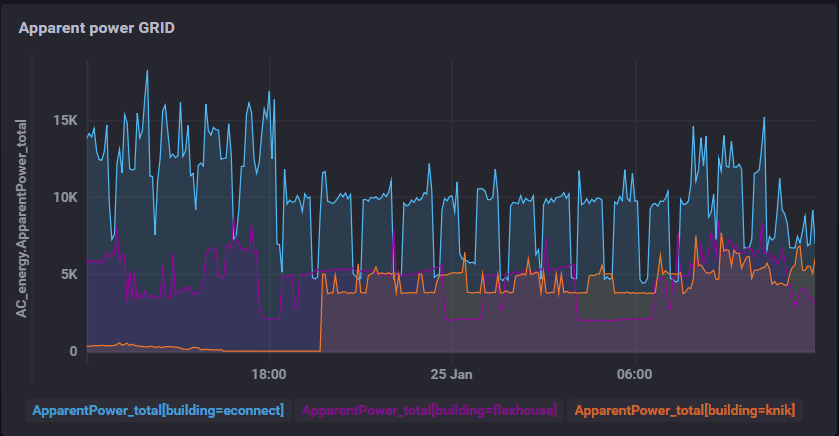 Apparent power GRID
AC_energy.ApparentPower_total
15K
10K
5K
0
18:00
25 Jan
06:00
ApparentPower_total[building=econnect]
ApparentPower_total[building=flexhouse]
ApparentPower_total[building=knik]